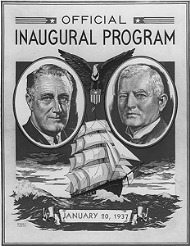 OFFICIAL
INAUGURAL PROGRAM
JANUARY 20, 1937